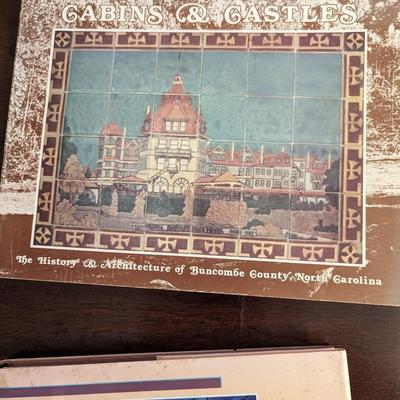 CABINS & CASTLES
The History & Architecture of Buncombe County, North Carolina